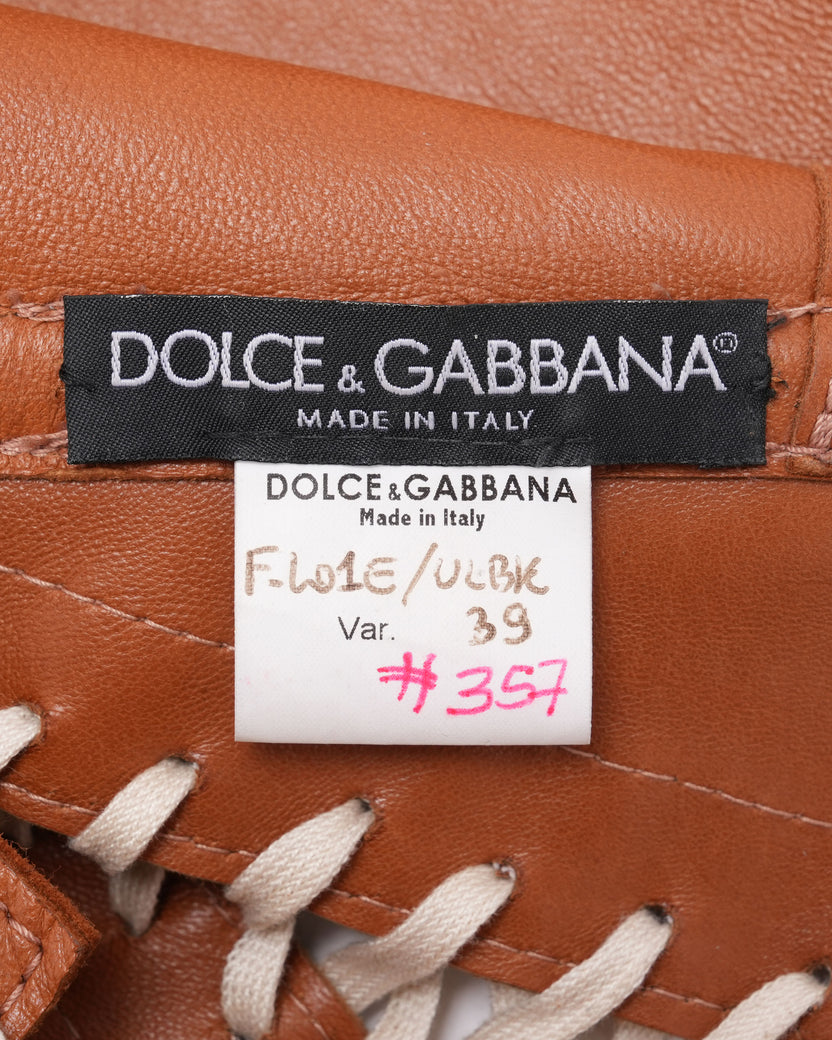 DOLCE & GABBANA®
MADE IN ITALY
DOLCE&GABBANA
Made in Italy
F.L01E/ULBK
Var. 39
#357